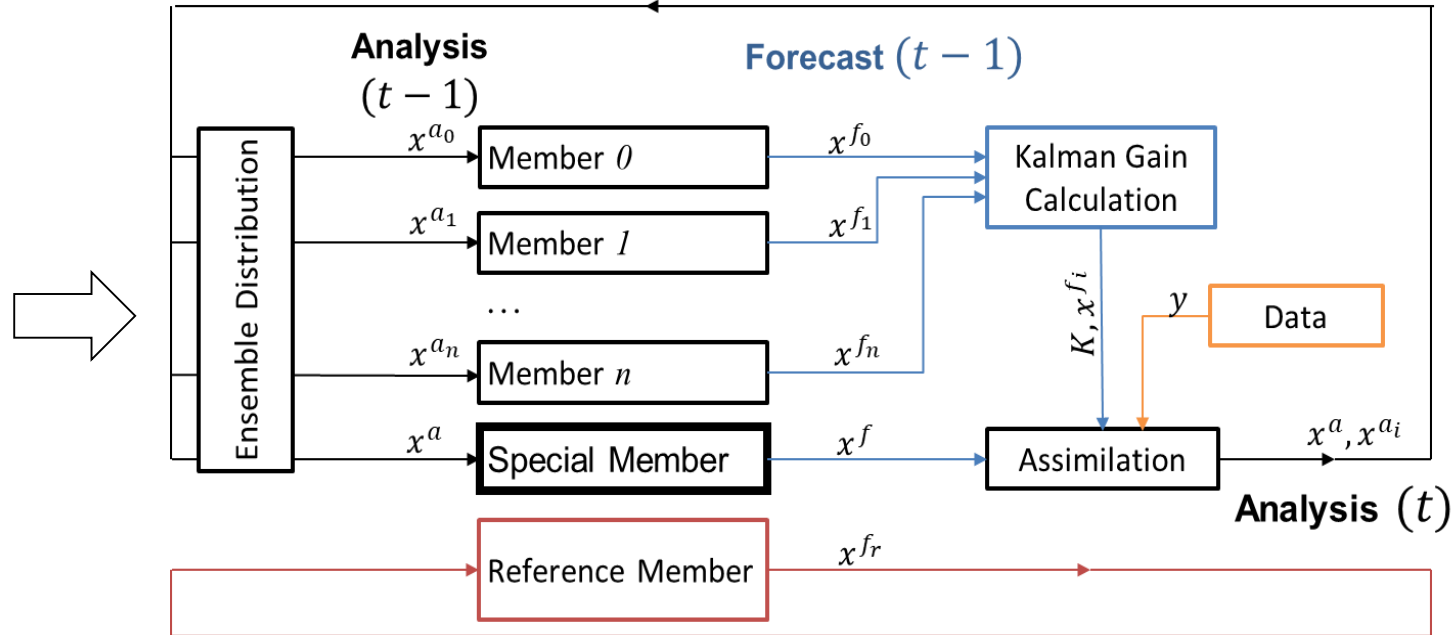 Analysis
(t − 1)
Forecast (t − 1)
Ensemble Distribution
x^{a_0}
Member 0
x^{f_0}
Kalman Gain
Calculation
x^{a_1}
Member 1
x^{f_1}
...
K, x^{f_i}
y
Data
x^{a_n}
Member n
x^{f_n}
x^a
Special Member
x^f
Assimilation
x^a, x^{a_i}
Analysis (t)
Reference Member
x^{f_r}